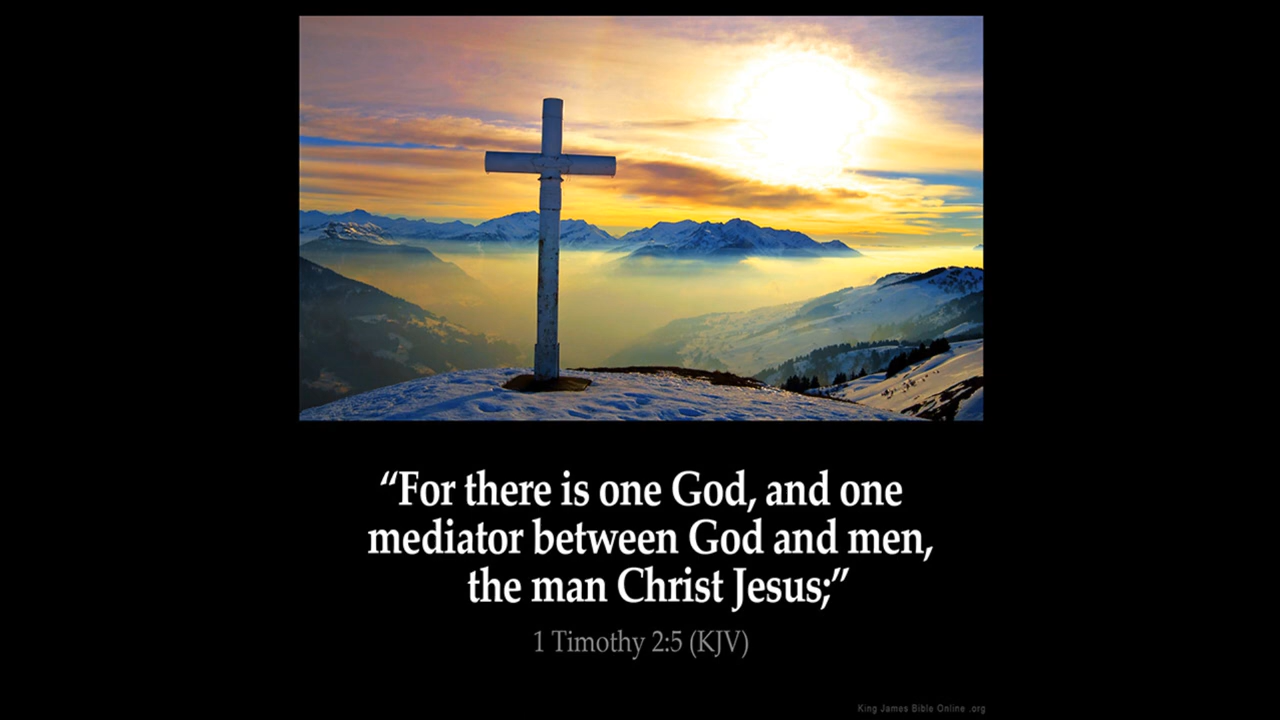 “For there is one God, and one
mediator between God and men,
the man Christ Jesus;”
1 Timothy 2:5 (KJV)
King James Bible Online .org